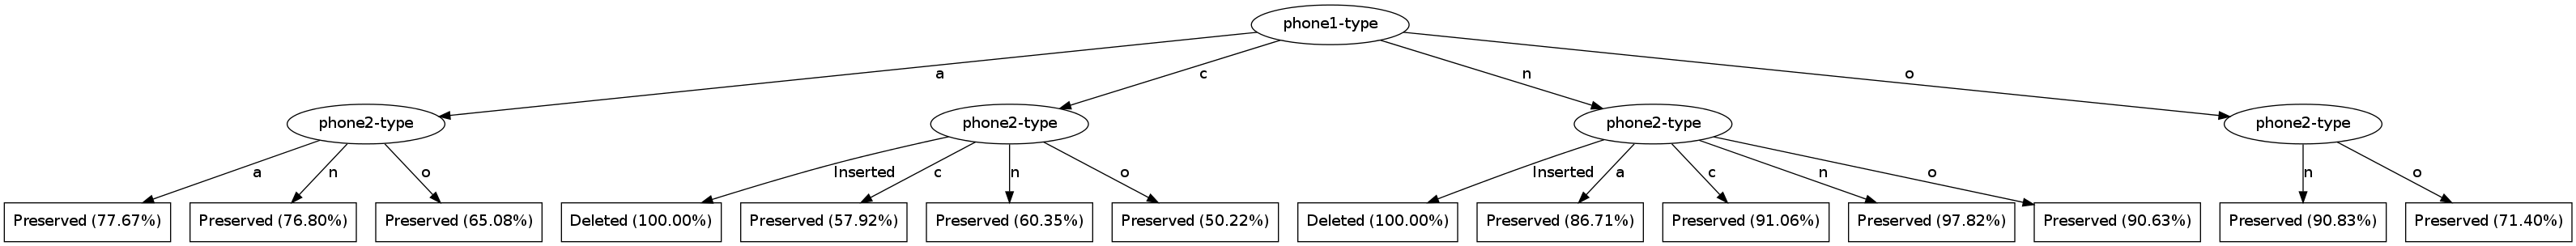 phone1-type
a
c
n
o
phone2-type
phone2-type
phone2-type
phone2-type
a
n
o
Inserted
c
n
o
Inserted
a
c
n
o
n
o
Preserved (77.67%)
Preserved (76.80%)
Preserved (65.08%)
Deleted (100.00%)
Preserved (57.92%)
Preserved (60.35%)
Preserved (50.22%)
Deleted (100.00%)
Preserved (86.71%)
Preserved (91.06%)
Preserved (97.82%)
Preserved (90.63%)
Preserved (90.83%)
Preserved (71.40%)